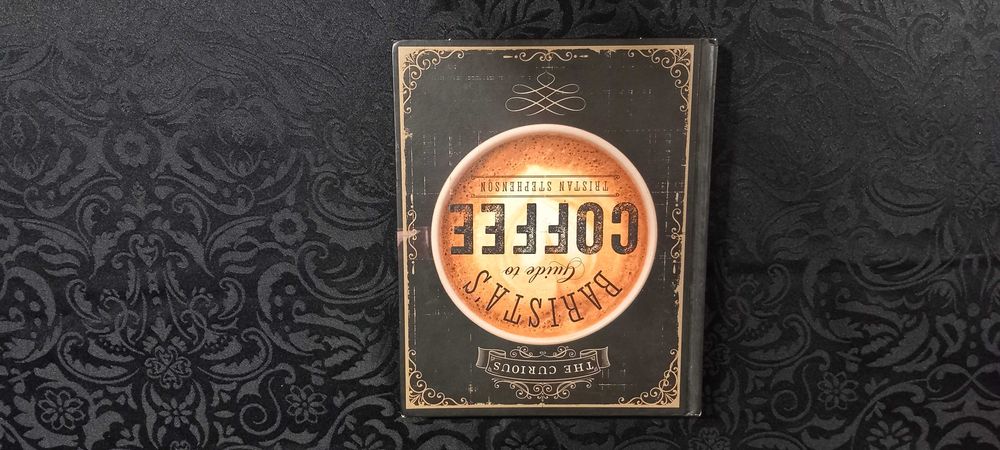 THE CURIOUS
BARISTA'S
Guide to
COFFEE
TRISTAN STEPHENSON